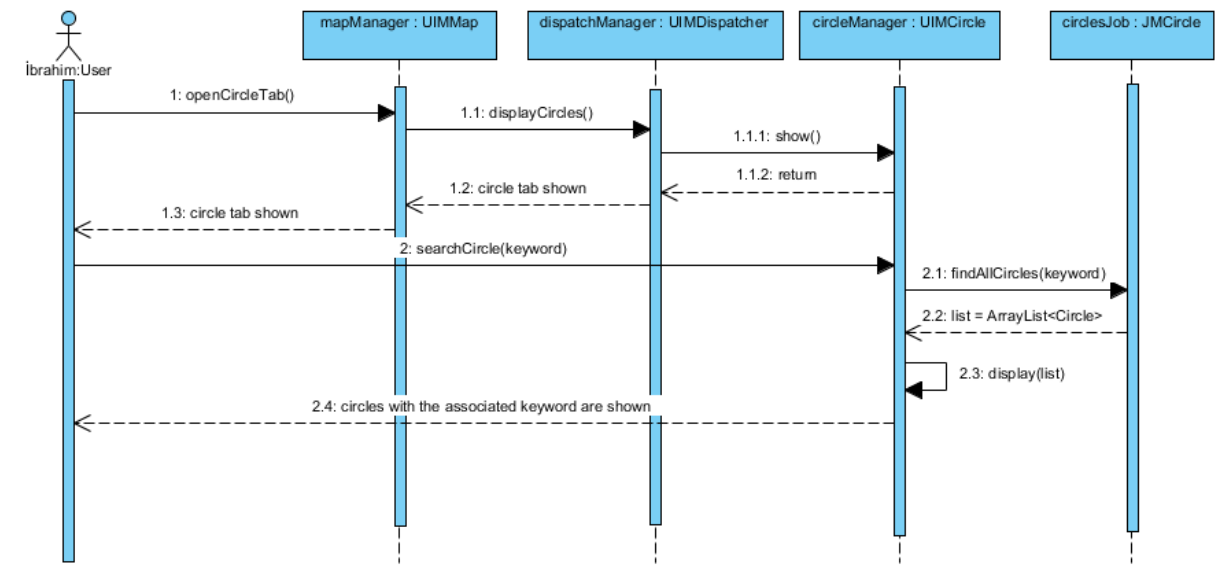 mapManager : UIMMap
dispatchManager : UIMDispatcher
circleManager : UIMCircle
circlesJob : JMCircle
İbrahim:User
1: openCircleTab()
1.1: displayCircles()
1.1.1: show()
1.1.2: return
1.2: circle tab shown
1.3: circle tab shown
2: searchCircle(keyword)
2.1: findAllCircles(keyword)
2.2: list = ArrayList<Circle>
2.3: display(list)
2.4: circles with the associated keyword are shown